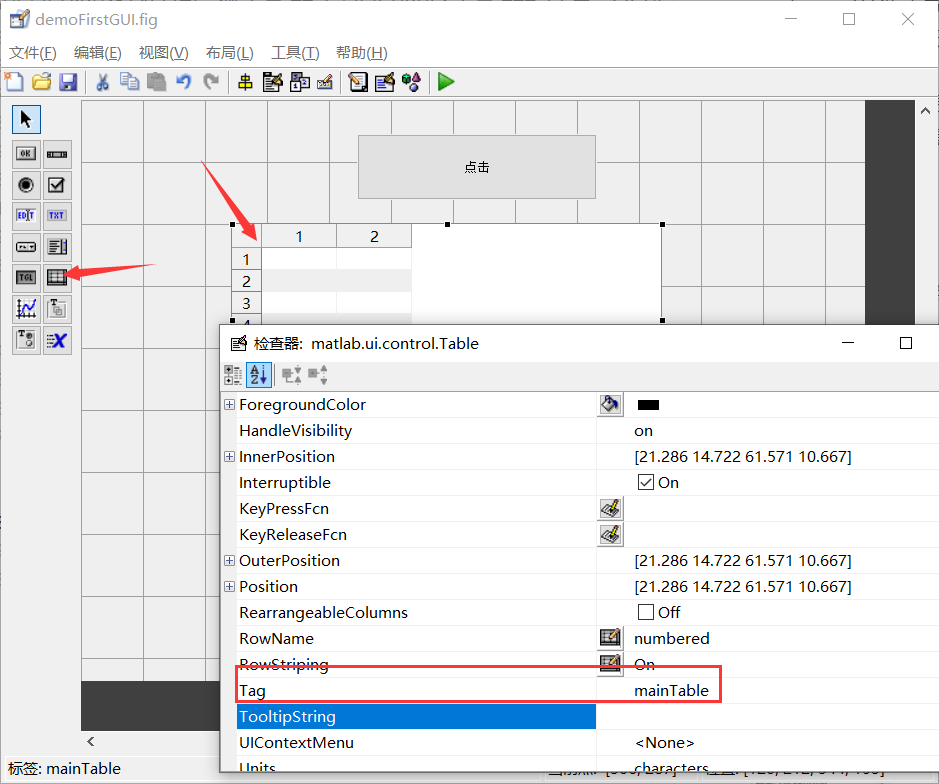 demoFirstGUI.fig
文件(F) 编辑(E) 视图(V) 布局(L) 工具(T) 帮助(H)
OK
EDIT TXT
TGL
点击
1 2
1
2
3
4
检查器: matlab.ui.control.Table
ForegroundColor
HandleVisibility on
InnerPosition [21.286 14.722 61.571 10.667]
Interruptible On
KeyPressFcn
KeyReleaseFcn
OuterPosition [21.286 14.722 61.571 10.667]
Position [21.286 14.722 61.571 10.667]
RearrangeableColumns Off
RowName numbered
RowStriping On
Tag mainTable
TooltipString
UIContextMenu <None>
Units characters
标签: mainTable